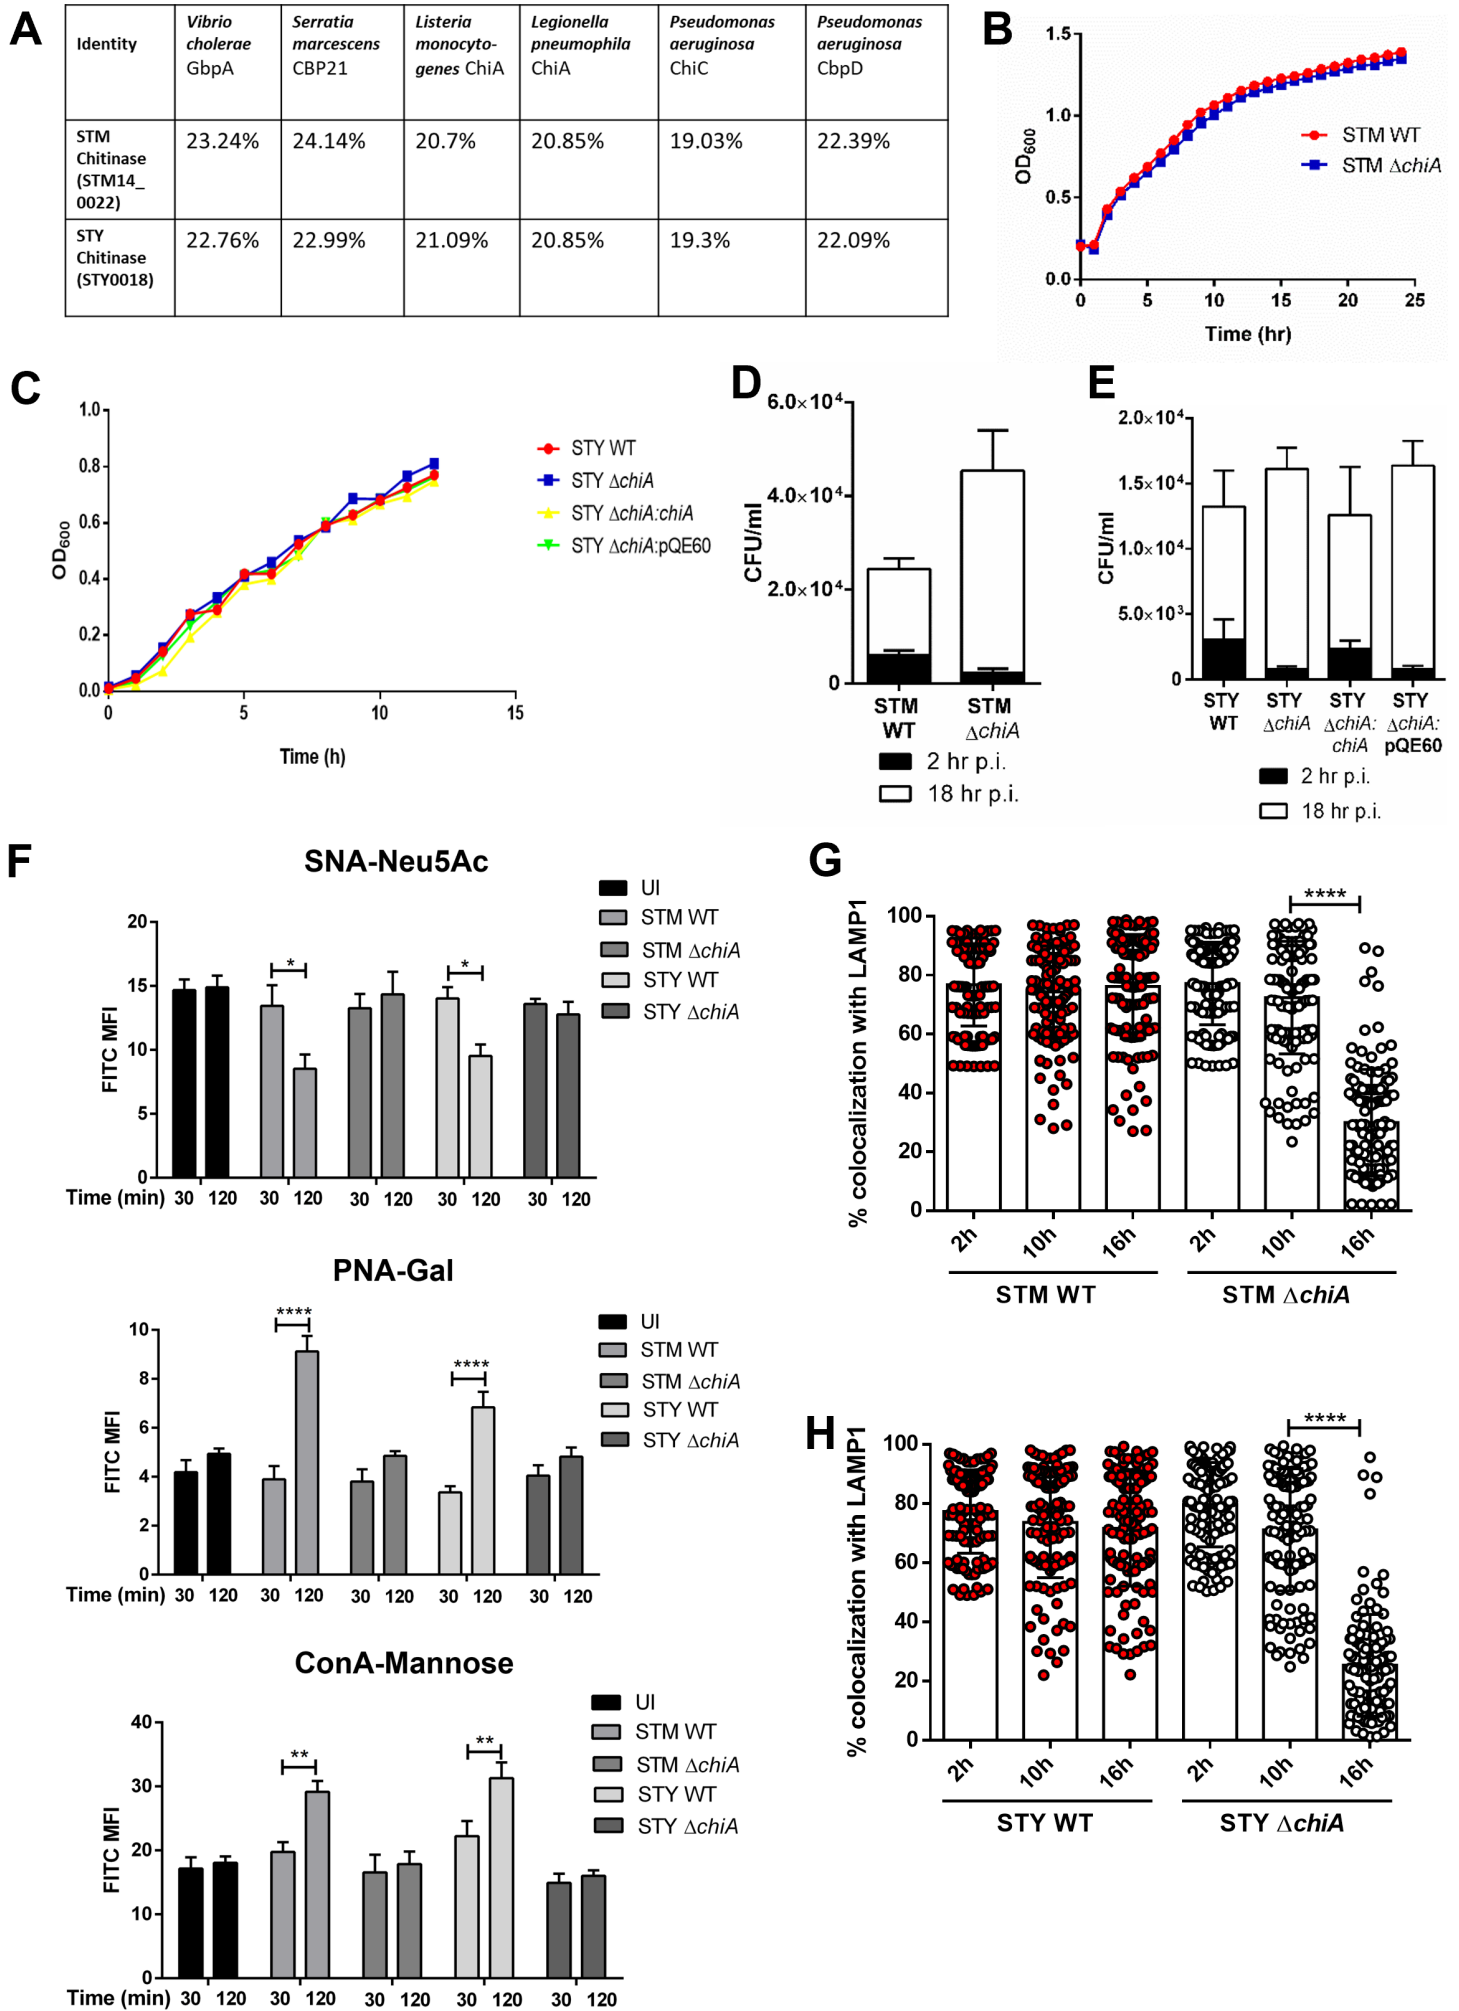 A
Identity
Vibrio cholerae GbpA
Serratia marcescens CBP21
Listeria monocyto-genes ChiA
Legionella pneumophila ChiA
Pseudomonas aeruginosa ChiC
Pseudomonas aeruginosa CbpD
STM Chitinase (STM14_0022)
23.24%
24.14%
20.7%
20.85%
19.03%
22.39%
STY Chitinase (STY0018)
22.76%
22.99%
21.09%
20.85%
19.3%
22.09%
B
1.5
1.0
0.5
0.0
OD600
0 5 10 15 20 25
Time (hr)
STM WT
STM ΔchiA
C
1.0
0.8
0.6
0.4
0.2
0.0
OD600
0 5 10 15
Time (h)
STY WT
STY ΔchiA
STY ΔchiA:chiA
STY ΔchiA:pQE60
D
6.0×10⁴
4.0×10⁴
2.0×10⁴
0
CFU/ml
STM WT
STM ΔchiA
2 hr p.i.
18 hr p.i.
E
2.0×10⁴
1.5×10⁴
1.0×10⁴
5.0×10³
0
CFU/ml
STY WT
STY ΔchiA
STY ΔchiA: chiA
STY ΔchiA: pQE60
2 hr p.i.
18 hr p.i.
F
SNA-Neu5Ac
UI
STM WT
STM ΔchiA
STY WT
STY ΔchiA
20
15
10
5
0
FITC MFI
* *
Time (min) 30 120 30 120 30 120 30 120 30 120
PNA-Gal
UI
STM WT
STM ΔchiA
STY WT
STY ΔchiA
10
8
6
4
2
0
FITC MFI
**** ****
Time (min) 30 120 30 120 30 120 30 120 30 120
ConA-Mannose
UI
STM WT
STM ΔchiA
STY WT
STY ΔchiA
40
30
20
10
0
FITC MFI
** **
Time (min) 30 120 30 120 30 120 30 120 30 120
G
****
100
80
60
40
20
0
% colocalization with LAMP1
2h 10h 16h 2h 10h 16h
STM WT STM ΔchiA
H
****
100
80
60
40
20
0
% colocalization with LAMP1
2h 10h 16h 2h 10h 16h
STY WT STY ΔchiA